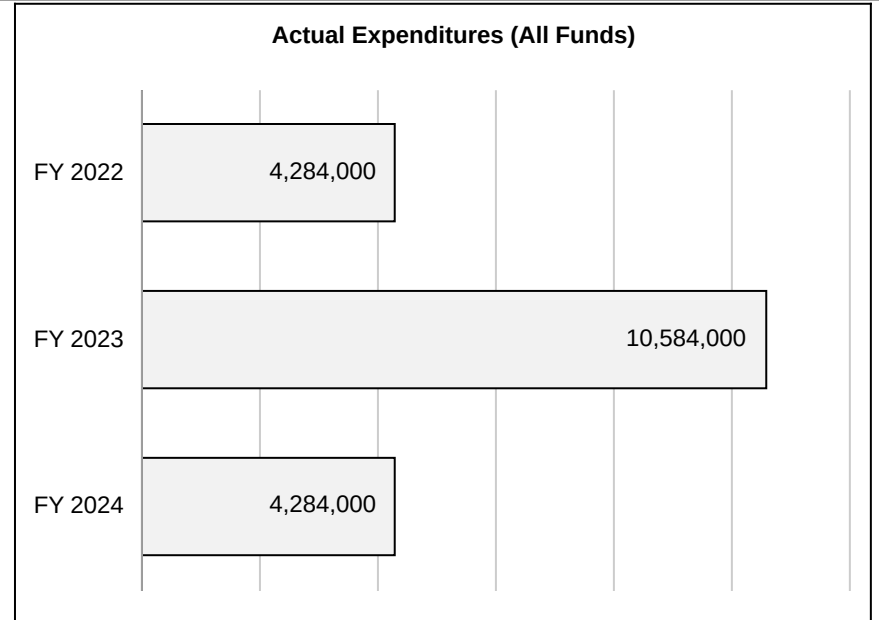 Actual Expenditures (All Funds)
FY 2022
4,284,000
FY 2023
10,584,000
FY 2024
4,284,000